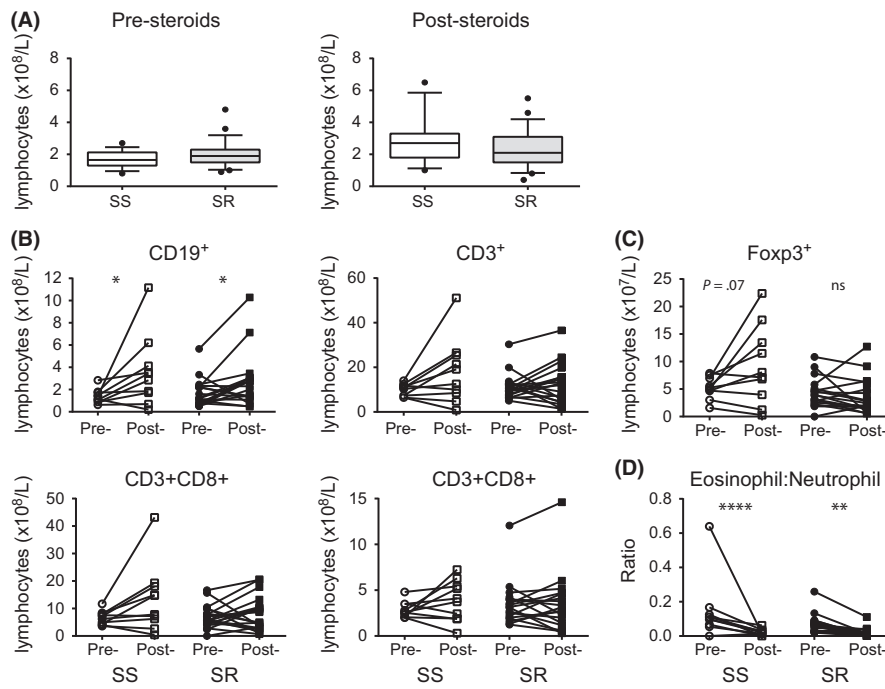 (A)
Pre-steroids
Post-steroids
lymphocytes (x10⁸/L)
8
6
4
2
0
SS
SR
lymphocytes (x10⁸/L)
8
6
4
2
0
SS
SR
(B)
CD19⁺
lymphocytes (x10⁸/L)
12
10
8
6
4
2
0
*
*
Pre-
Post-
Pre-
Post-
CD3⁺
lymphocytes (x10⁸/L)
60
40
20
0
Pre-
Post-
Pre-
Post-
(C)
Foxp3⁺
lymphocytes (x10⁷/L)
25
20
15
10
5
0
P = .07
ns
Pre-
Post-
Pre-
Post-
CD3+CD8+
lymphocytes (x10⁸/L)
50
40
30
20
10
0
Pre-
Post-
Pre-
Post-
SS
SR
CD3+CD8+
lymphocytes (x10⁸/L)
15
10
5
0
Pre-
Post-
Pre-
Post-
SS
SR
(D)
Eosinophil:Neutrophil
Ratio
0.8
0.6
0.4
0.2
0.0
****
**
Pre-
Post-
Pre-
Post-
SS
SR